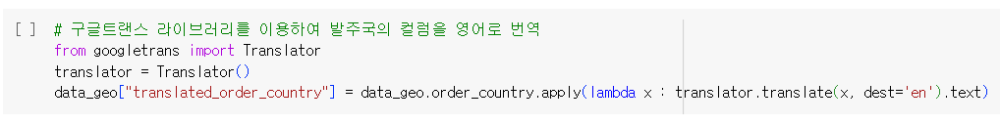 [ ] # 구글트랜스 라이브러리를 이용하여 발주국의 컬럼을 영어로 번역
from googletrans import Translator
translator = Translator()
data_geo["translated_order_country"] = data_geo.order_country.apply(lambda x : translator.translate(x, dest='en').text)